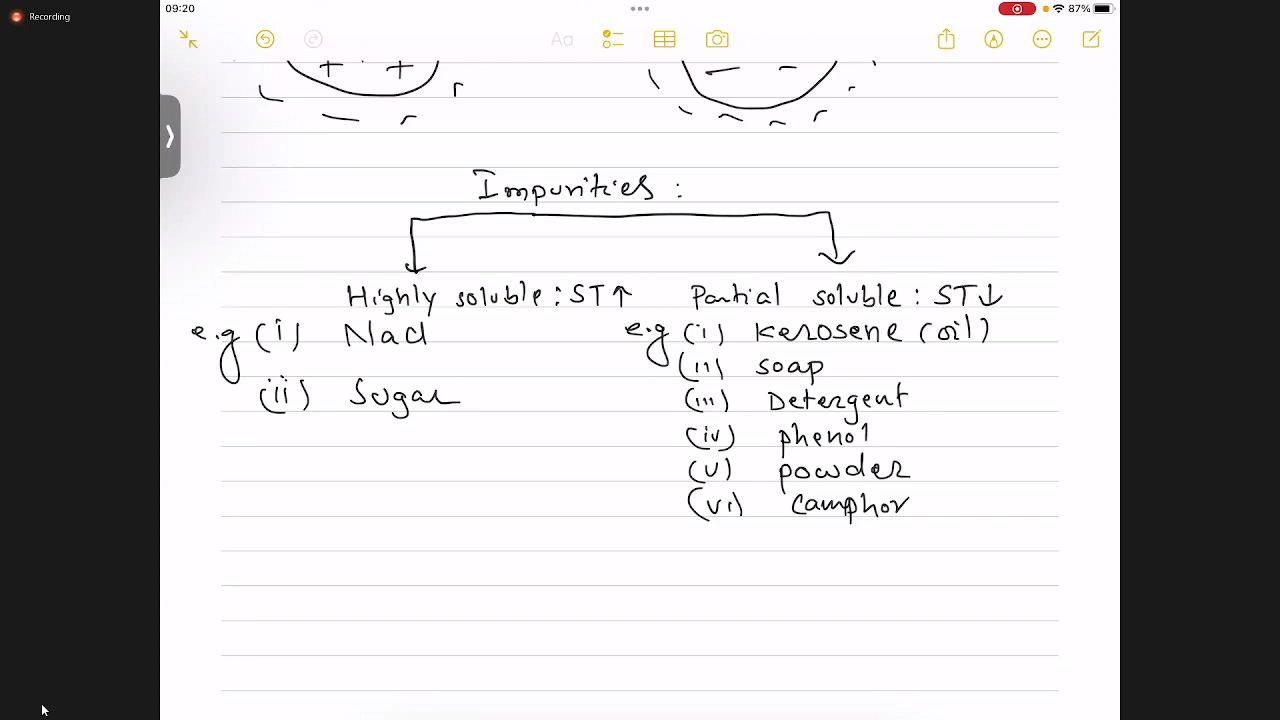 Recording
09:20
87%
Aa
Impurities :
Highly soluble : ST↑
Partial soluble : ST↓
e.g (i) Nacl
e.g (i) Kerosene (oil)
(ii) soap
(ii) Sugar
(iii) Detergent
(iv) phenol
(v) powder
(vi) camphor